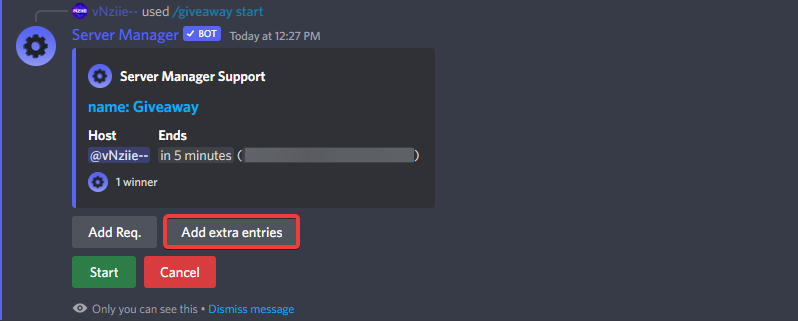 vNziie-- used /giveaway start
Server Manager ✓ BOT Today at 12:27 PM
Server Manager Support
name: Giveaway
Host Ends
@vNziie-- in 5 minutes ( )
1 winner
Add Req. Add extra entries
Start Cancel
Only you can see this • Dismiss message